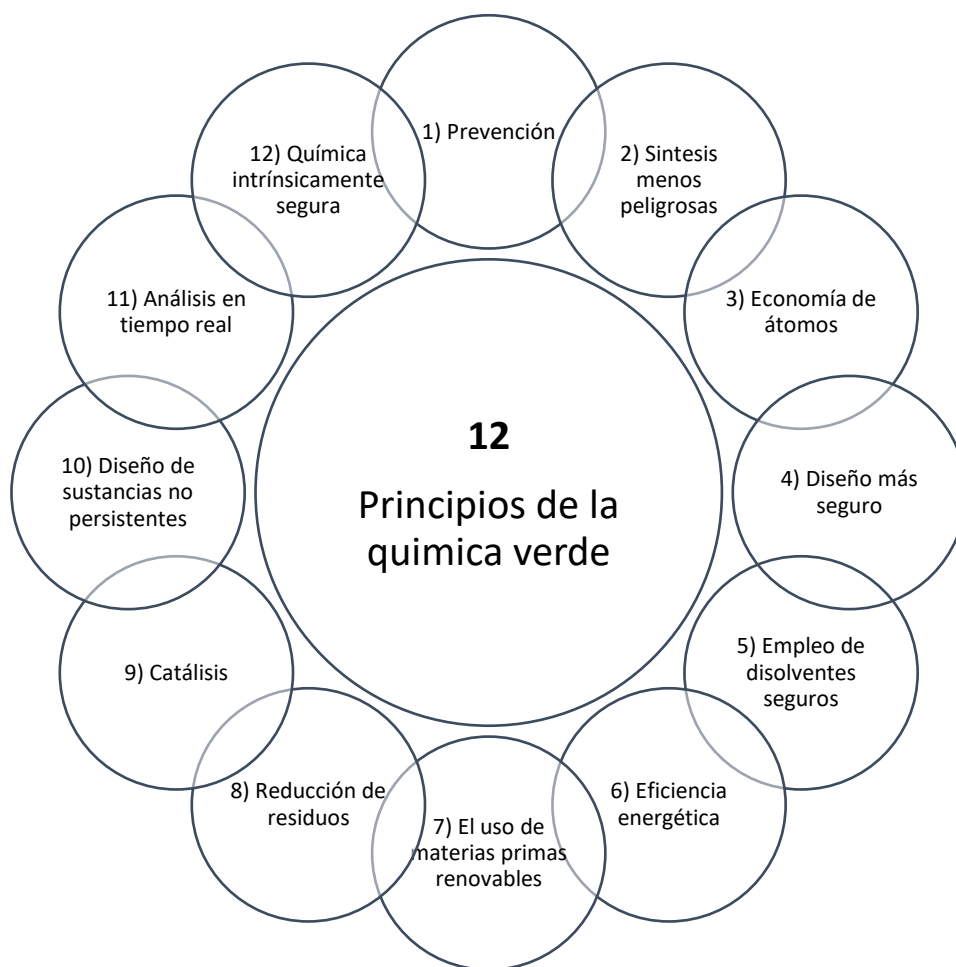 12
Principios de la
quimica verde
1) Prevención
2) Sintesis
menos
peligrosas
3) Economía de
átomos
4) Diseño más
seguro
5) Empleo de
disolventes
seguros
6) Eficiencia
energética
7) El uso de
materias primas
renovables
8) Reducción de
residuos
9) Catálisis
10) Diseño de
sustancias no
persistentes
11) Análisis en
tiempo real
12) Química
intrínsicamente
segura